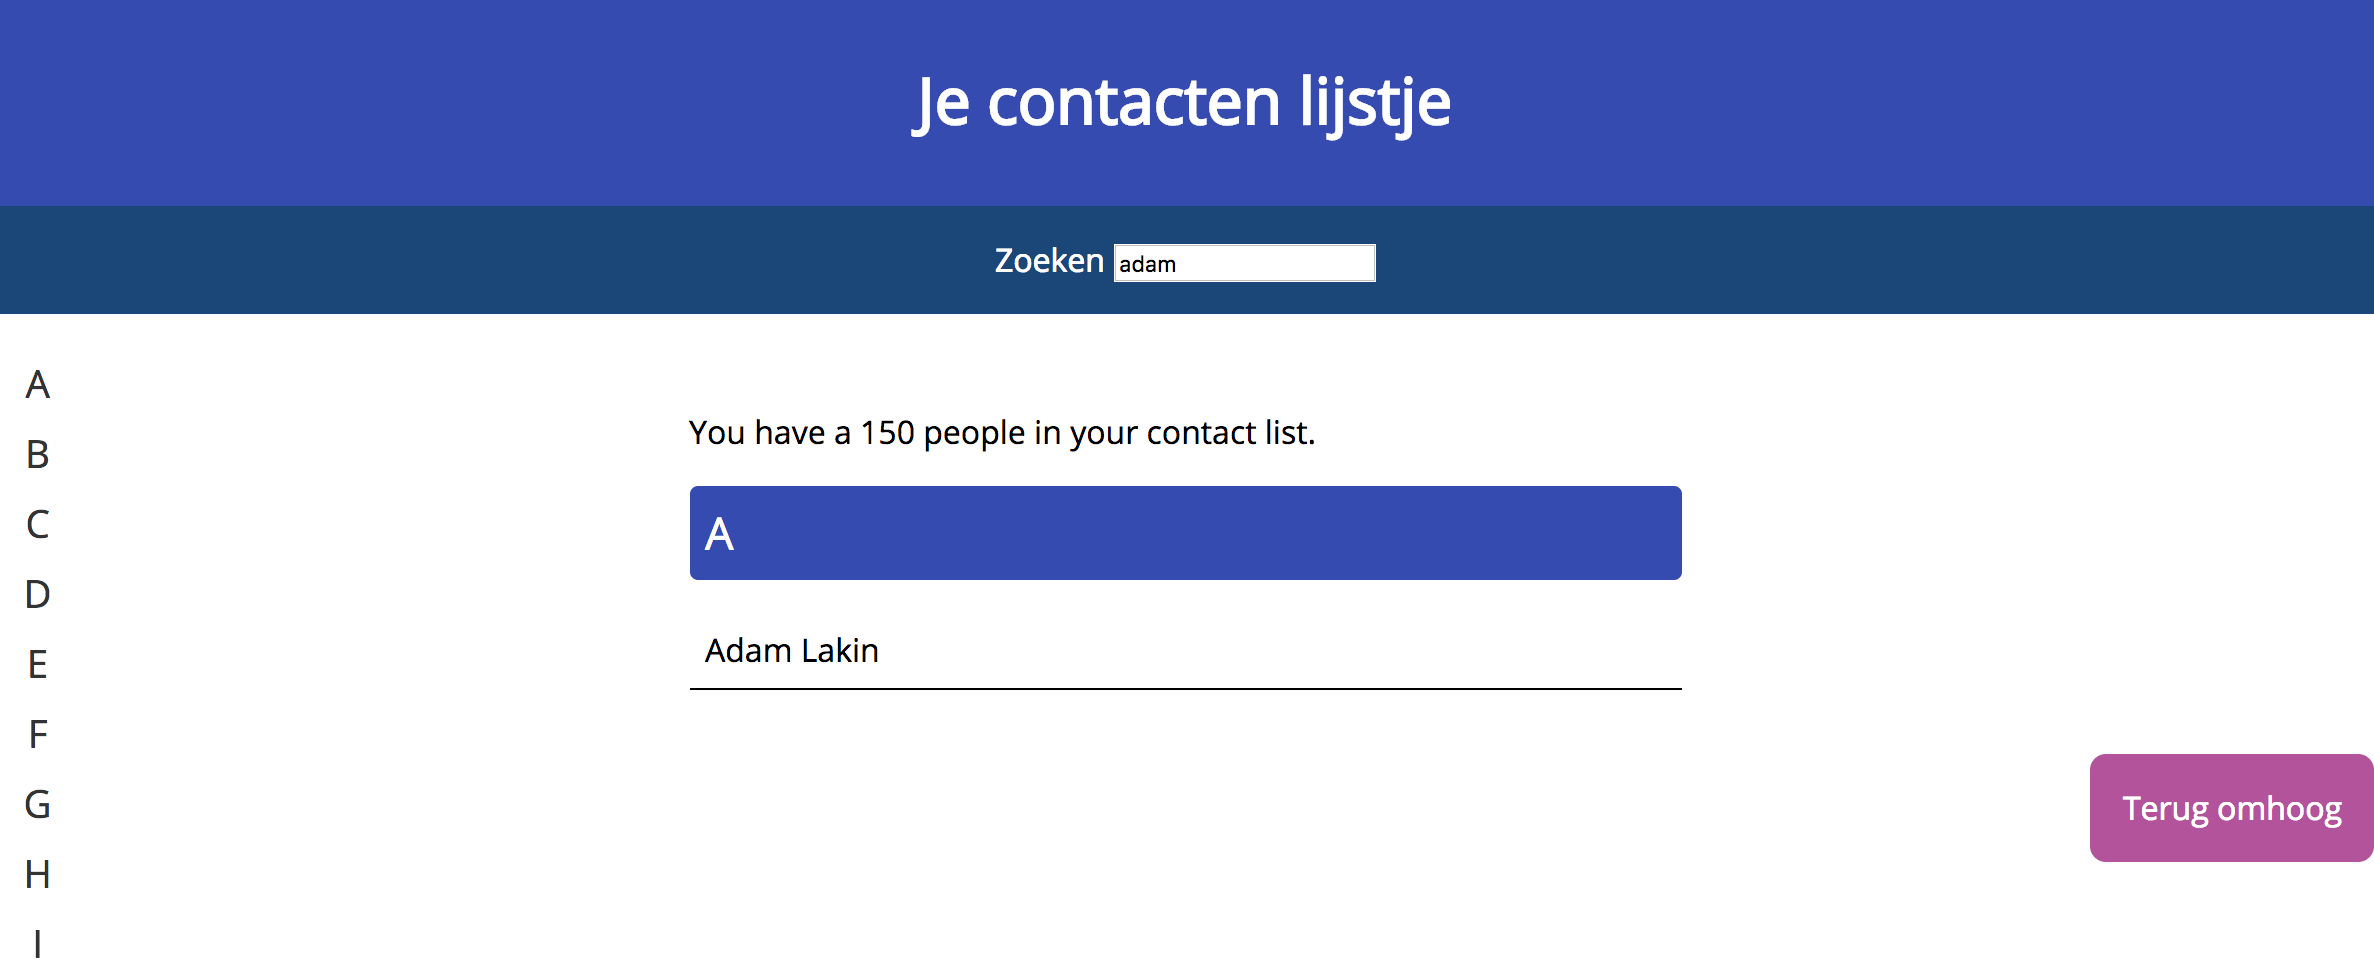 Je contacten lijstje
Zoeken adam
A
B
C
D
E
F
G
H
I
You have a 150 people in your contact list.
A
Adam Lakin
Terug omhoog